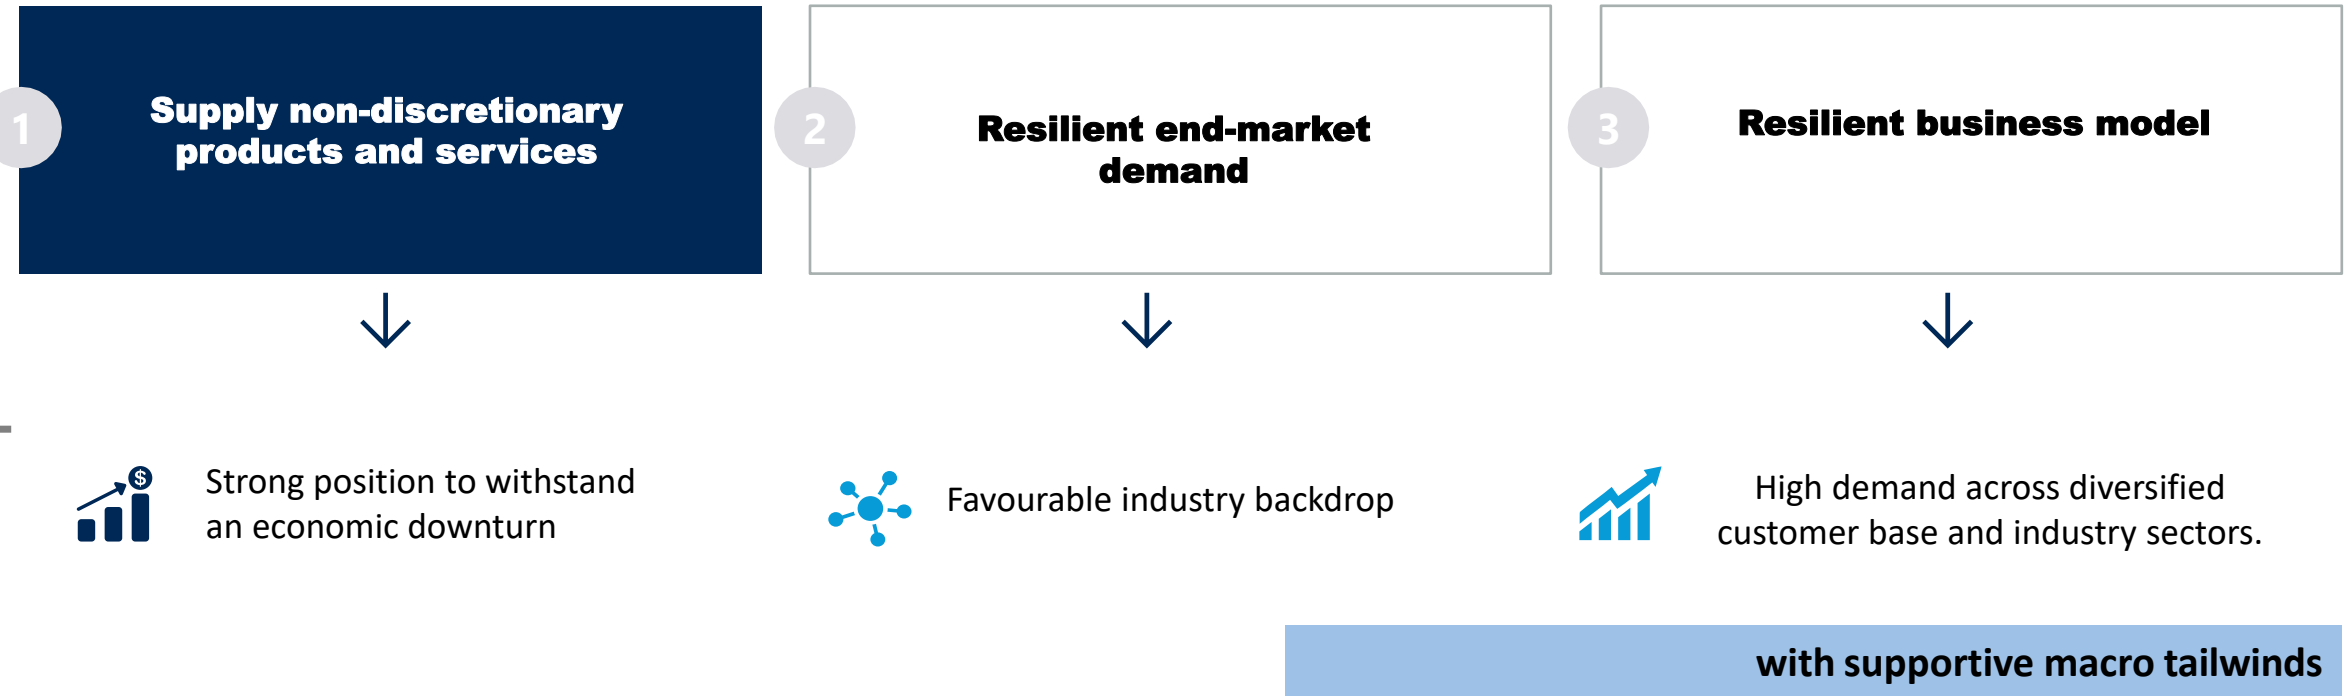 1
Supply non-discretionary
products and services
2
Resilient end-market
demand
3
Resilient business model
$
Strong position to withstand
an economic downturn
Favourable industry backdrop
High demand across diversified
customer base and industry sectors.
with supportive macro tailwinds